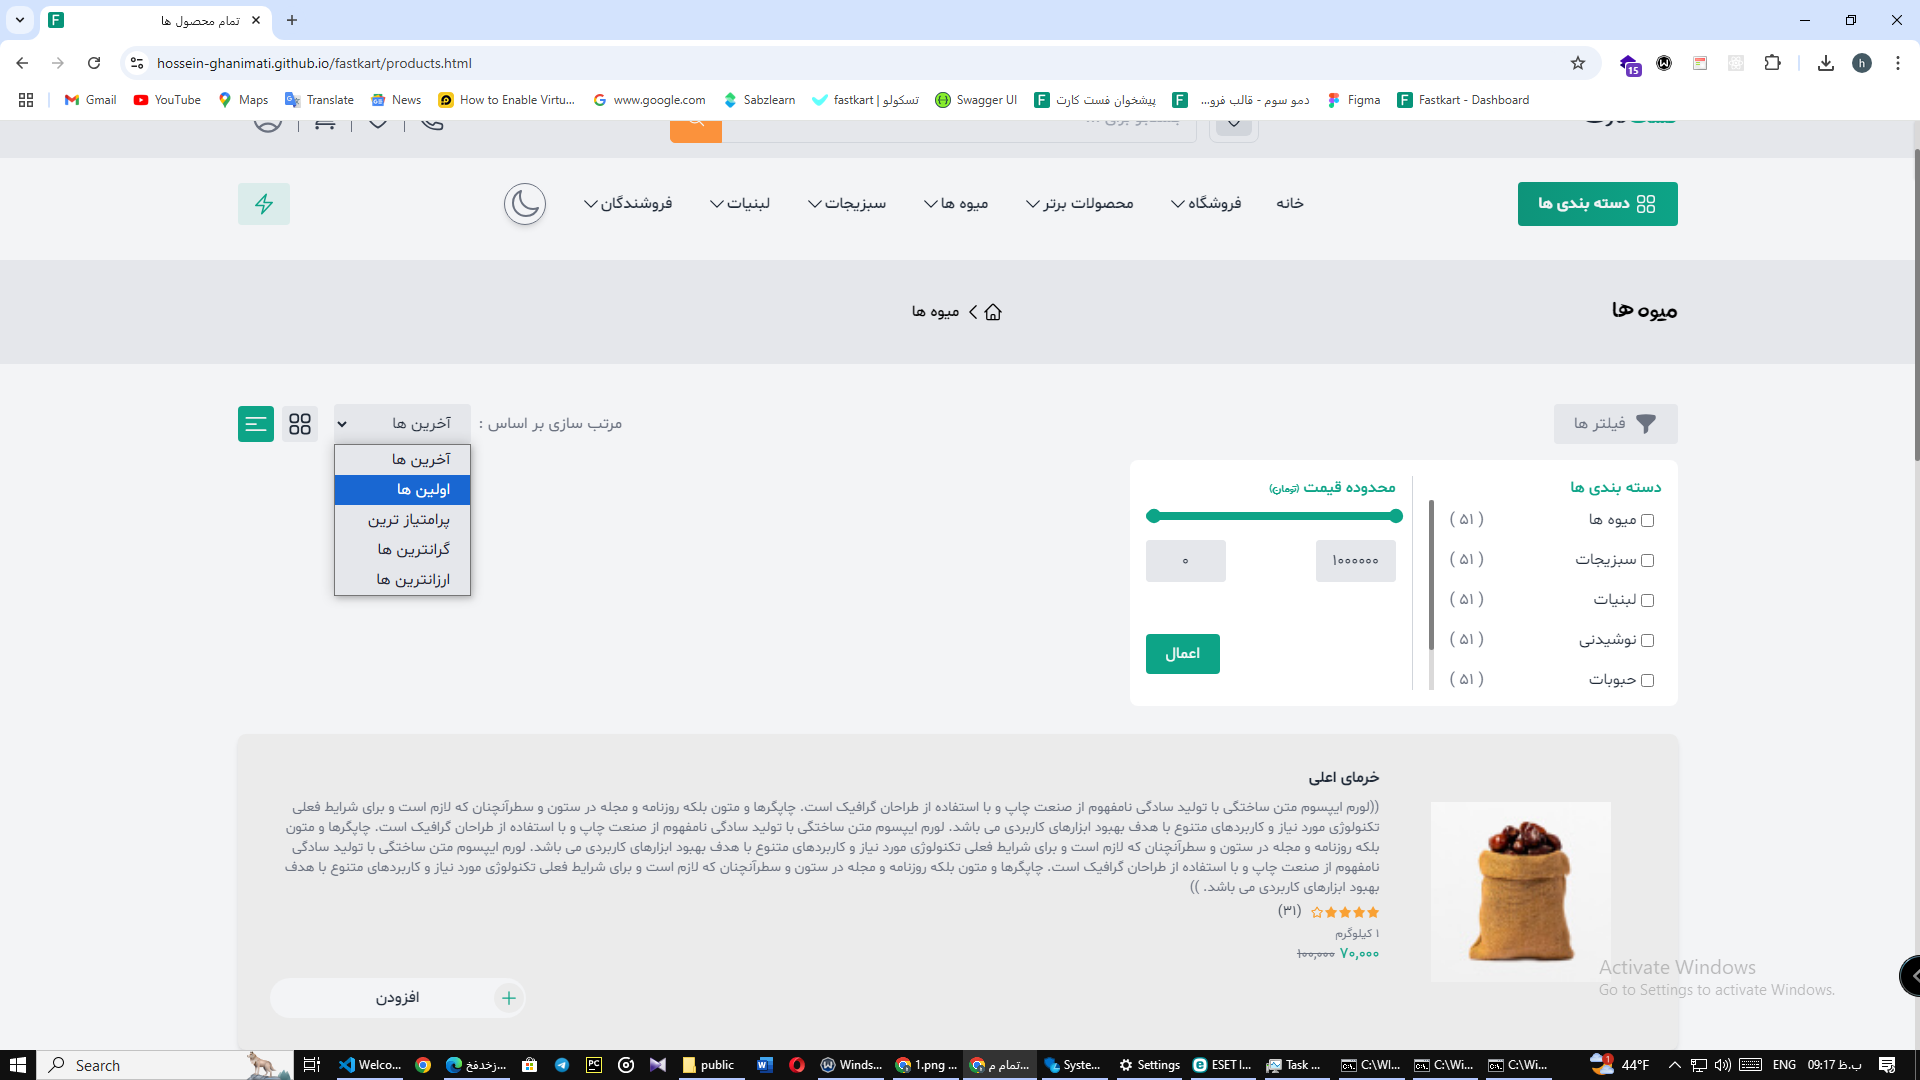 تمام محصول ها
hossein-ghanimati.github.io/fastkart/products.html
15
h
Gmail
YouTube
Maps
Translate
News
How to Enable Virtu...
www.google.com
Sabzlearn
fastkart | تسکولو
Swagger UI
پیشخوان فست کارت
دمو سوم - قالب فرو...
Figma
Fastkart - Dashboard
جستجو برای ...
دسته بندی ها
خانه
فروشگاه
محصولات برتر
میوه ها
سبزیجات
لبنیات
فروشندگان
میوه ها
میوه ها
فیلتر ها
مرتب سازی بر اساس :
آخرین ها
آخرین ها
اولین ها
پرامتیاز ترین
گرانترین ها
ارزانترین ها
دسته بندی ها
میوه ها ( ۵۱ )
سبزیجات ( ۵۱ )
لبنیات ( ۵۱ )
نوشیدنی ( ۵۱ )
حبوبات ( ۵۱ )
محدوده قیمت (تومان)
۱۰۰۰۰۰۰
۰
اعمال
خرمای اعلی
((لورم ایپسوم متن ساختگی با تولید سادگی نامفهوم از صنعت چاپ و با استفاده از طراحان گرافیک است. چاپگرها و متون بلکه روزنامه و مجله در ستون و سطرآنچنان که لازم است و برای شرایط فعلی
تکنولوژی مورد نیاز و کاربردهای متنوع با هدف بهبود ابزارهای کاربردی می باشد. لورم ایپسوم متن ساختگی با تولید سادگی نامفهوم از صنعت چاپ و با استفاده از طراحان گرافیک است. چاپگرها و متون
بلکه روزنامه و مجله در ستون و سطرآنچنان که لازم است و برای شرایط فعلی تکنولوژی مورد نیاز و کاربردهای متنوع با هدف بهبود ابزارهای کاربردی می باشد. لورم ایپسوم متن ساختگی با تولید سادگی
نامفهوم از صنعت چاپ و با استفاده از طراحان گرافیک است. چاپگرها و متون بلکه روزنامه و مجله در ستون و سطرآنچنان که لازم است و برای شرایط فعلی تکنولوژی مورد نیاز و کاربردهای متنوع با هدف
بهبود ابزارهای کاربردی می باشد. ))
(۳۱)
۱ کیلوگرم
۷۰,۰۰۰ ۱۰۰,۰۰۰
افزودن
Activate Windows
Go to Settings to activate Windows.
Search
Welco...
زخدفخ...
public
Winds...
1.png ...
تمام م...
Syste...
Settings
ESET I...
Task ...
C:\WI...
C:\Wi...
C:\Wi...
1
44°F
ENG
09:17 ب.ظ